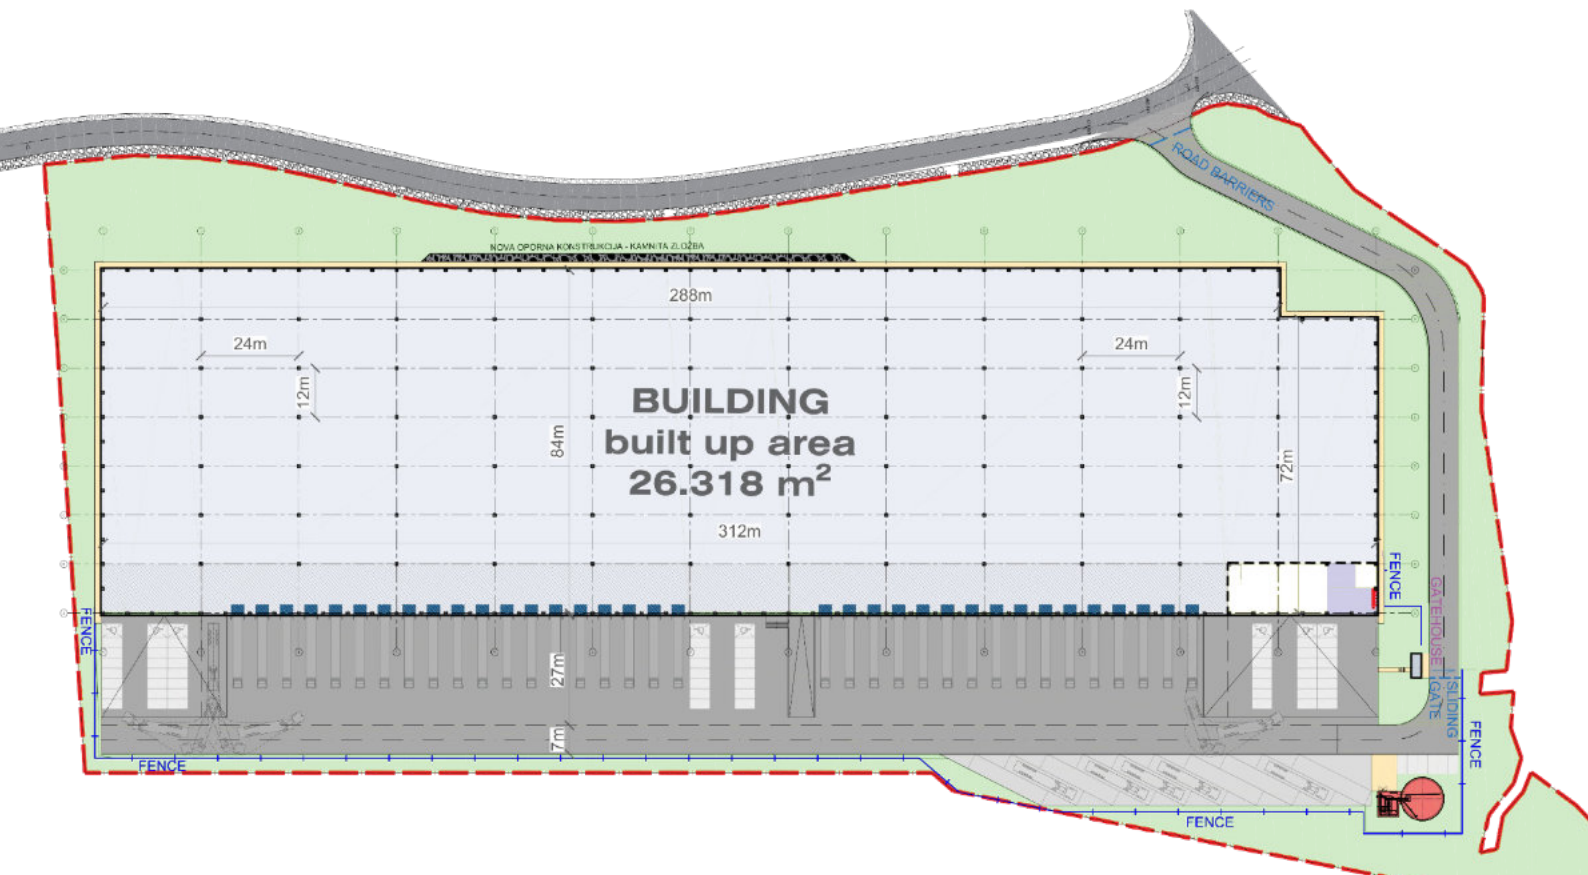 ROAD BARRIERS
NOVA OPORNA KONSTRUKCIJA - KAMNITA ZLOŽBA
288m
24m
24m
12m
12m
BUILDING
built up area
26.318 m²
84m
72m
312m
FENCE
FENCE
GATEHOUSE
27m
SLIDING
GATE
7m
FENCE
FENCE
FENCE